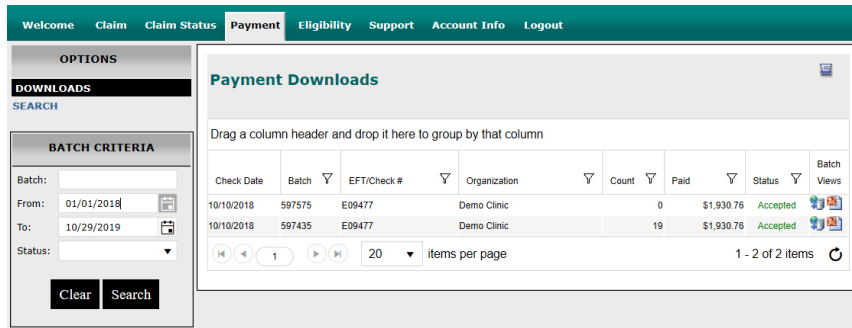 Welcome Claim Claim Status Payment Eligibility Support Account Info Logout
OPTIONS
DOWNLOADS
SEARCH
BATCH CRITERIA
Batch:
From: 01/01/2018
To: 10/29/2019
Status:
Clear Search
Payment Downloads
Drag a column header and drop it here to group by that column
Check Date Batch EFT/Check # Organization Count Paid Status Batch Views
10/10/2018 597575 E09477 Demo Clinic 0 $1,930.76 Accepted
10/10/2018 597435 E09477 Demo Clinic 19 $1,930.76 Accepted
1 20 items per page 1 - 2 of 2 items